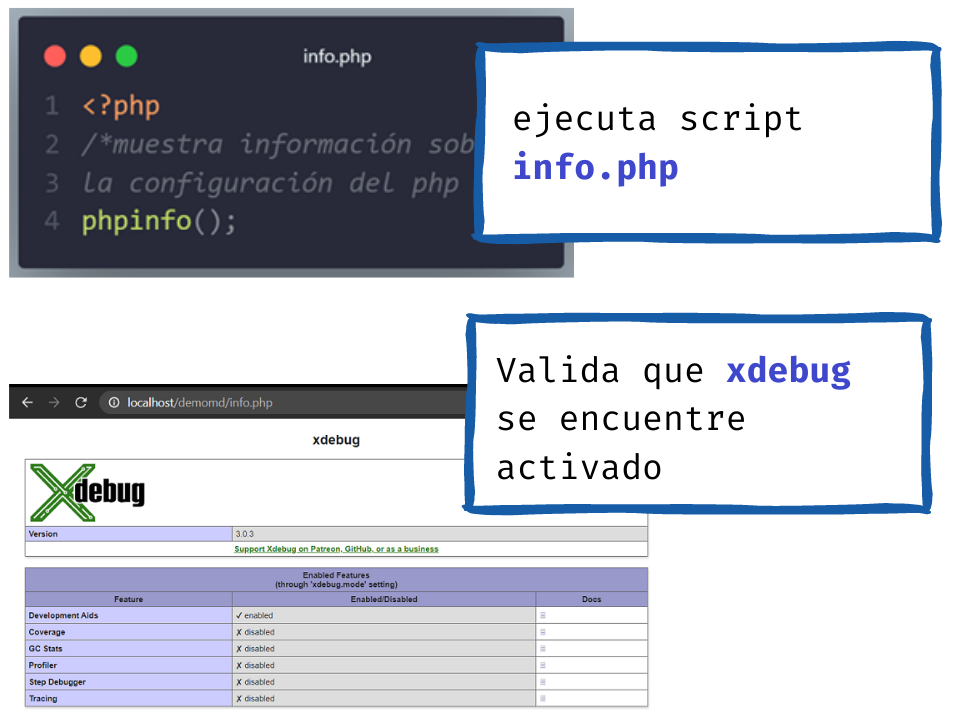 info.php
1 <?php
2 /*muestra información sob
3 la configuración del php
4 phpinfo();
ejecuta script
info.php
Valida que xdebug
se encuentre
activado
localhost/demomd/info.php
xdebug
Xdebug
Version 3.0.3
Support Xdebug on Patreon, GitHub, or as a business
Enabled Features
(through 'xdebug.mode' setting)
Feature Enabled/Disabled Docs
Development Aids ✓ enabled
Coverage ✗ disabled
GC Stats ✗ disabled
Profiler ✗ disabled
Step Debugger ✗ disabled
Tracing ✗ disabled